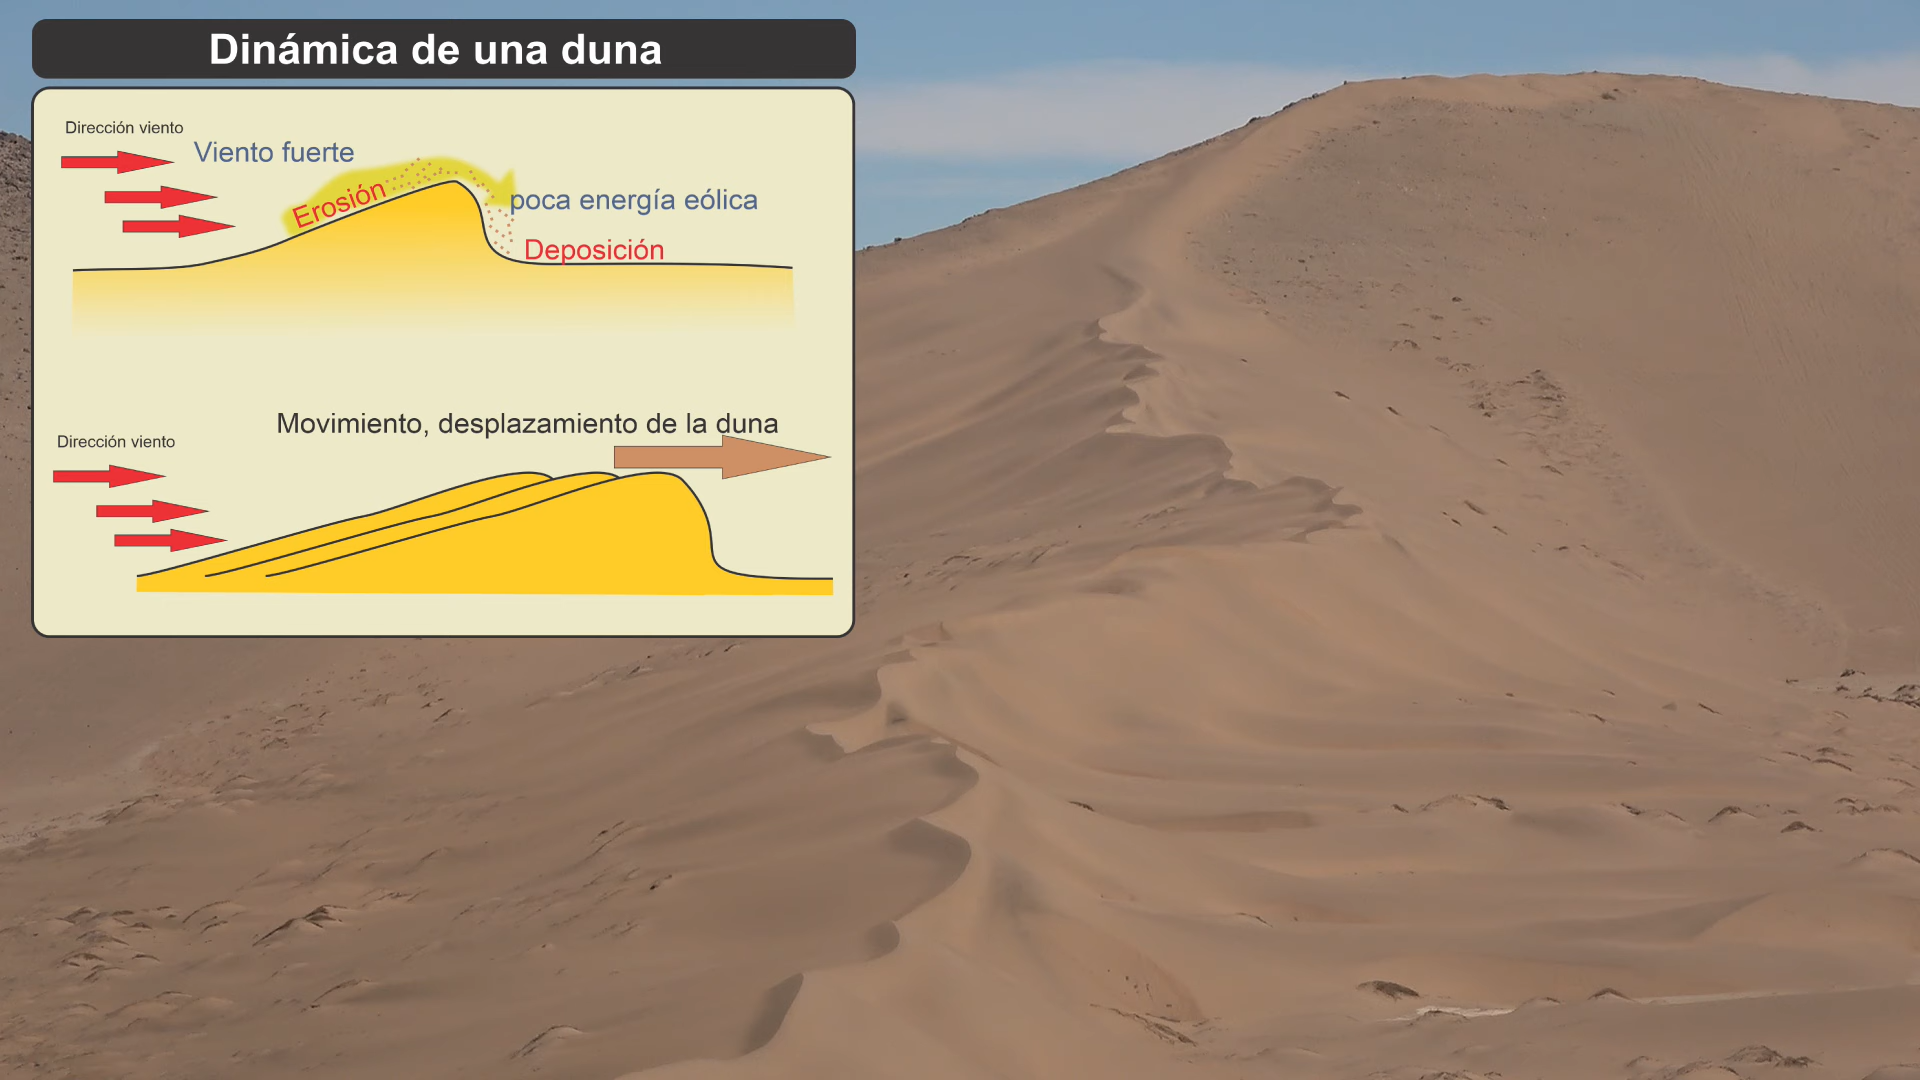 Dinámica de una duna
Dirección viento
Viento fuerte
Erosión
poca energía eólica
Deposición
Movimiento, desplazamiento de la duna
Dirección viento